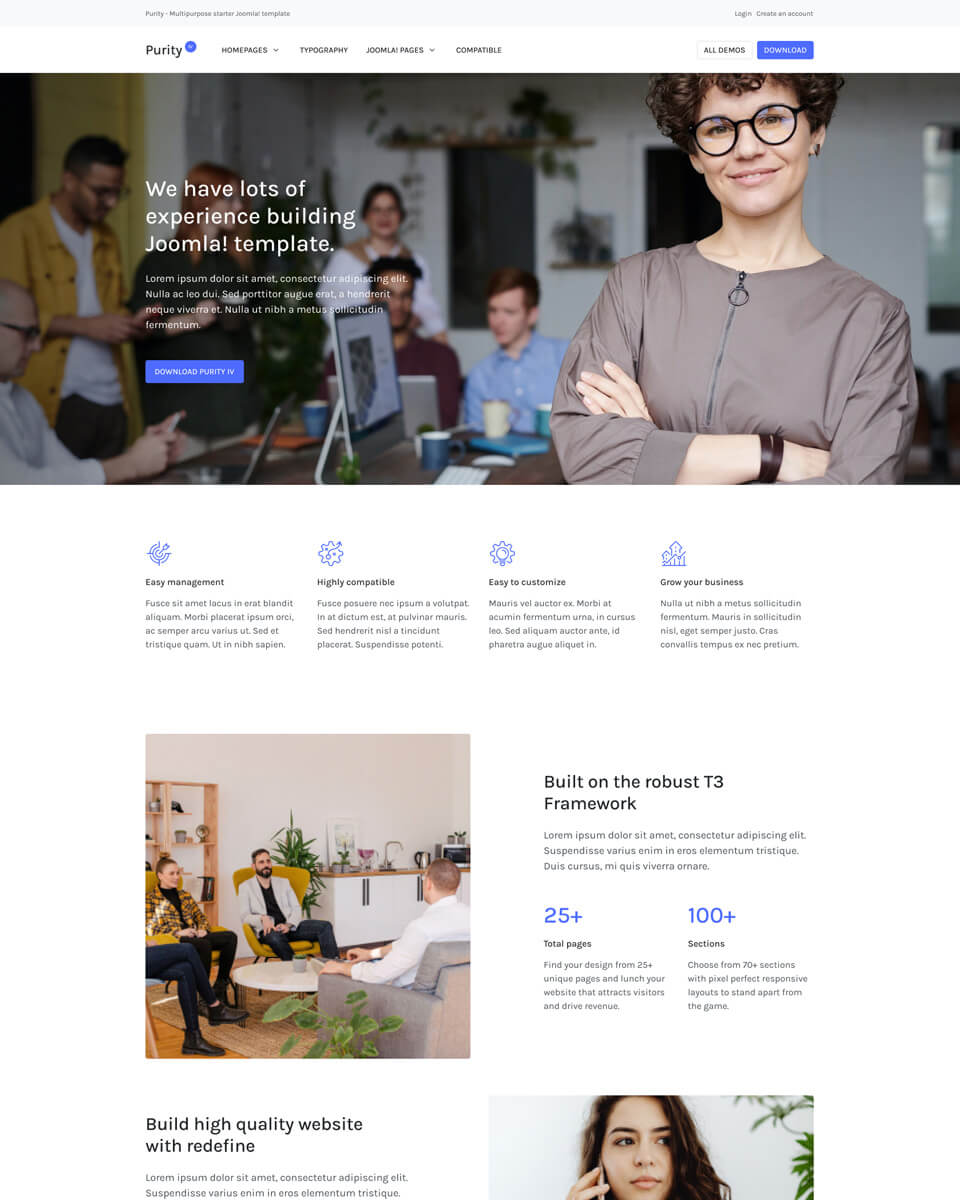 Purity - Multipurpose starter Joomla! template
Login Create an account
Purity IV
HOMEPAGES
TYPOGRAPHY
JOOMLA! PAGES
COMPATIBLE
ALL DEMOS
DOWNLOAD
We have lots of
experience building
Joomla! template.
Lorem ipsum dolor sit amet, consectetur adipiscing elit.
Nulla ac leo dui. Sed porttitor augue erat, a hendrerit
neque viverra et. Nulla ut nibh a metus sollicitudin
fermentum.
DOWNLOAD PURITY IV
Easy management
Fusce sit amet lacus in erat blandit
aliquam. Morbi placerat ipsum orci,
ac semper arcu varius ut. Sed et
tristique quam. Ut in nibh sapien.
Highly compatible
Fusce posuere nec ipsum a volutpat.
In at dictum est, at pulvinar mauris.
Sed hendrerit nisl a tincidunt
placerat. Suspendisse potenti.
Easy to customize
Mauris vel auctor ex. Morbi at
acumin fermentum urna, in cursus
leo. Sed aliquam auctor ante, id
pharetra augue aliquet in.
Grow your business
Nulla ut nibh a metus sollicitudin
fermentum. Mauris in sollicitudin
nisl, eget semper justo. Cras
convallis tempus ex nec pretium.
Built on the robust T3
Framework
Lorem ipsum dolor sit amet, consectetur adipiscing elit.
Suspendisse varius enim in eros elementum tristique.
Duis cursus, mi quis viverra ornare.
25+
Total pages
Find your design from 25+
unique pages and lunch your
website that attracts visitors
and drive revenue.
100+
Sections
Choose from 70+ sections
with pixel perfect responsive
layouts to stand apart from
the game.
Build high quality website
with redefine
Lorem ipsum dolor sit amet, consectetur adipiscing elit.
Suspendisse varius enim in eros elementum tristique.